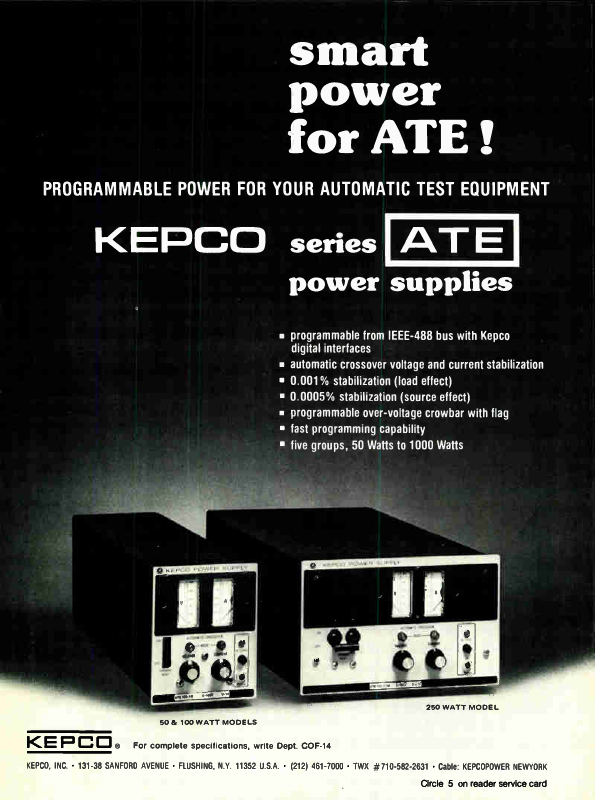 smart
power
for ATE!
PROGRAMMABLE POWER FOR YOUR AUTOMATIC TEST EQUIPMENT
KEPCO series ATE
power supplies
▪ programmable from IEEE-488 bus with Kepco
digital interfaces
▪ automatic crossover voltage and current stabilization
▪ 0.001% stabilization (load effect)
▪ 0.0005% stabilization (source effect)
▪ programmable over-voltage crowbar with flag
▪ fast programming capability
▪ five groups, 50 Watts to 1000 Watts
KEPCO POWER SUPPLY
KEPCO POWER SUPPLY
V A
50 & 100 WATT MODELS
250 WATT MODEL
KEPCO® For complete specifications, write Dept. COF-14
KEPCO, INC. • 131-38 SANFORD AVENUE • FLUSHING, N.Y. 11352 U.S.A. • (212) 461-7000 • TWX #710-582-2631 • Cable: KEPCOPOWER NEWYORK
Circle 5 on reader service card